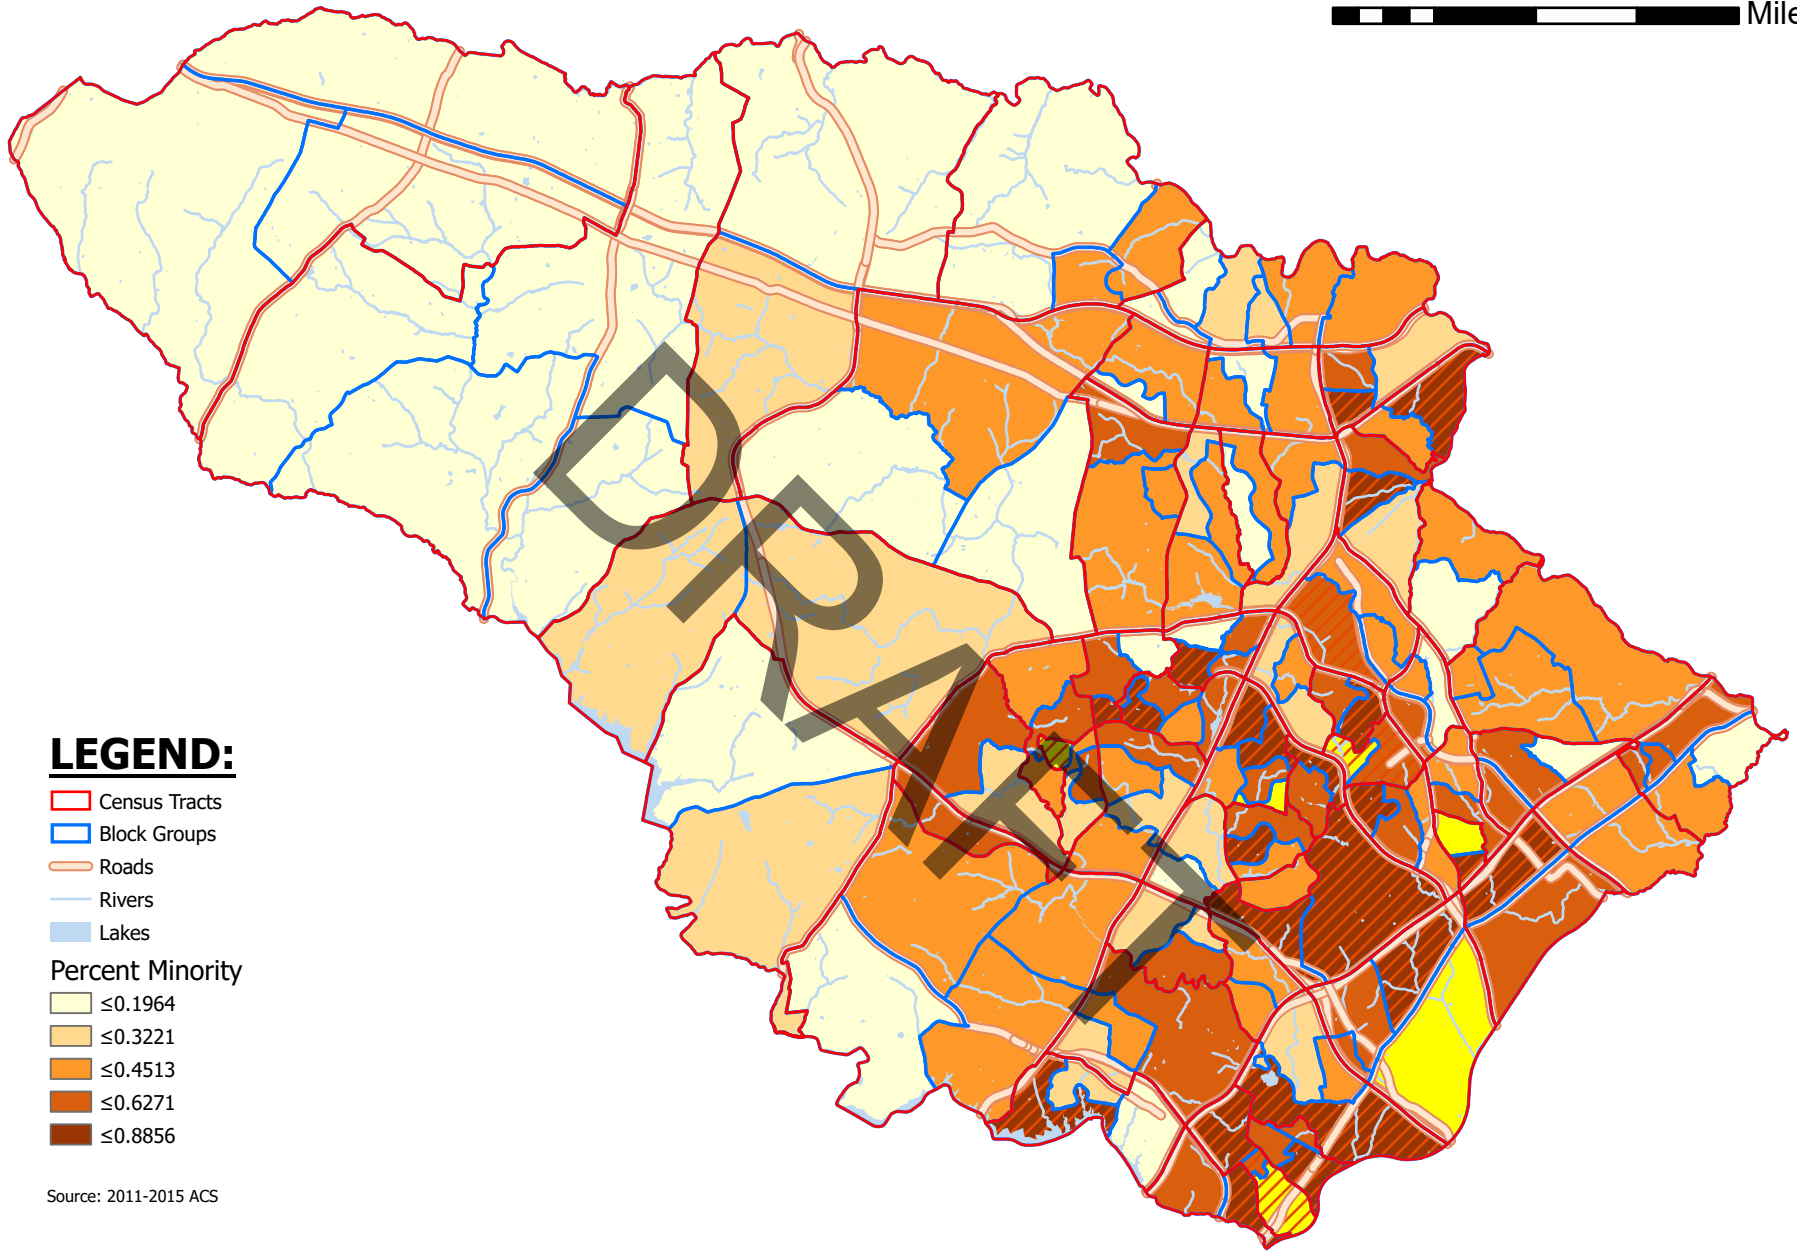 Mile
DRAFT
LEGEND:
Census Tracts
Block Groups
Roads
Rivers
Lakes
Percent Minority
≤0.1964
≤0.3221
≤0.4513
≤0.6271
≤0.8856
Source: 2011-2015 ACS